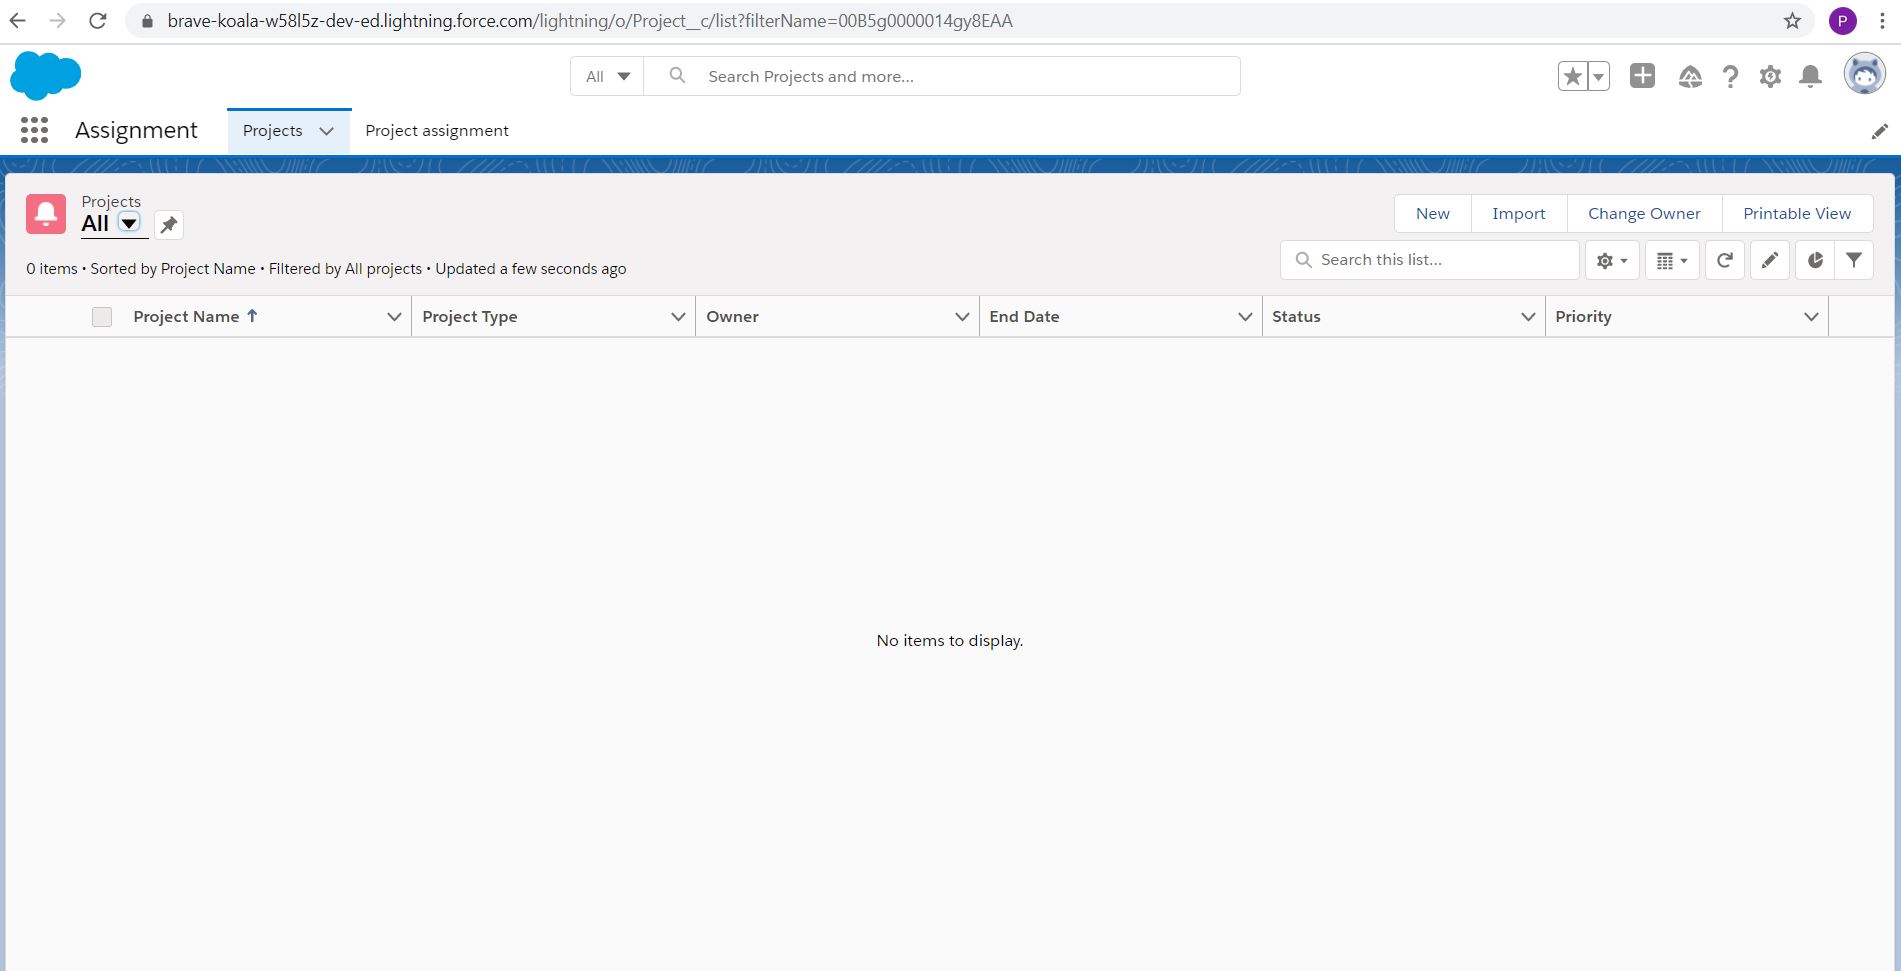 brave-koala-w58l5z-dev-ed.lightning.force.com/lightning/o/Project__c/list?filterName=00B5g0000014gy8EAA
P
All
Search Projects and more...
Assignment
Projects
Project assignment
Projects
All
New
Import
Change Owner
Printable View
0 items • Sorted by Project Name • Filtered by All projects • Updated a few seconds ago
Search this list...
Project Name
Project Type
Owner
End Date
Status
Priority
No items to display.